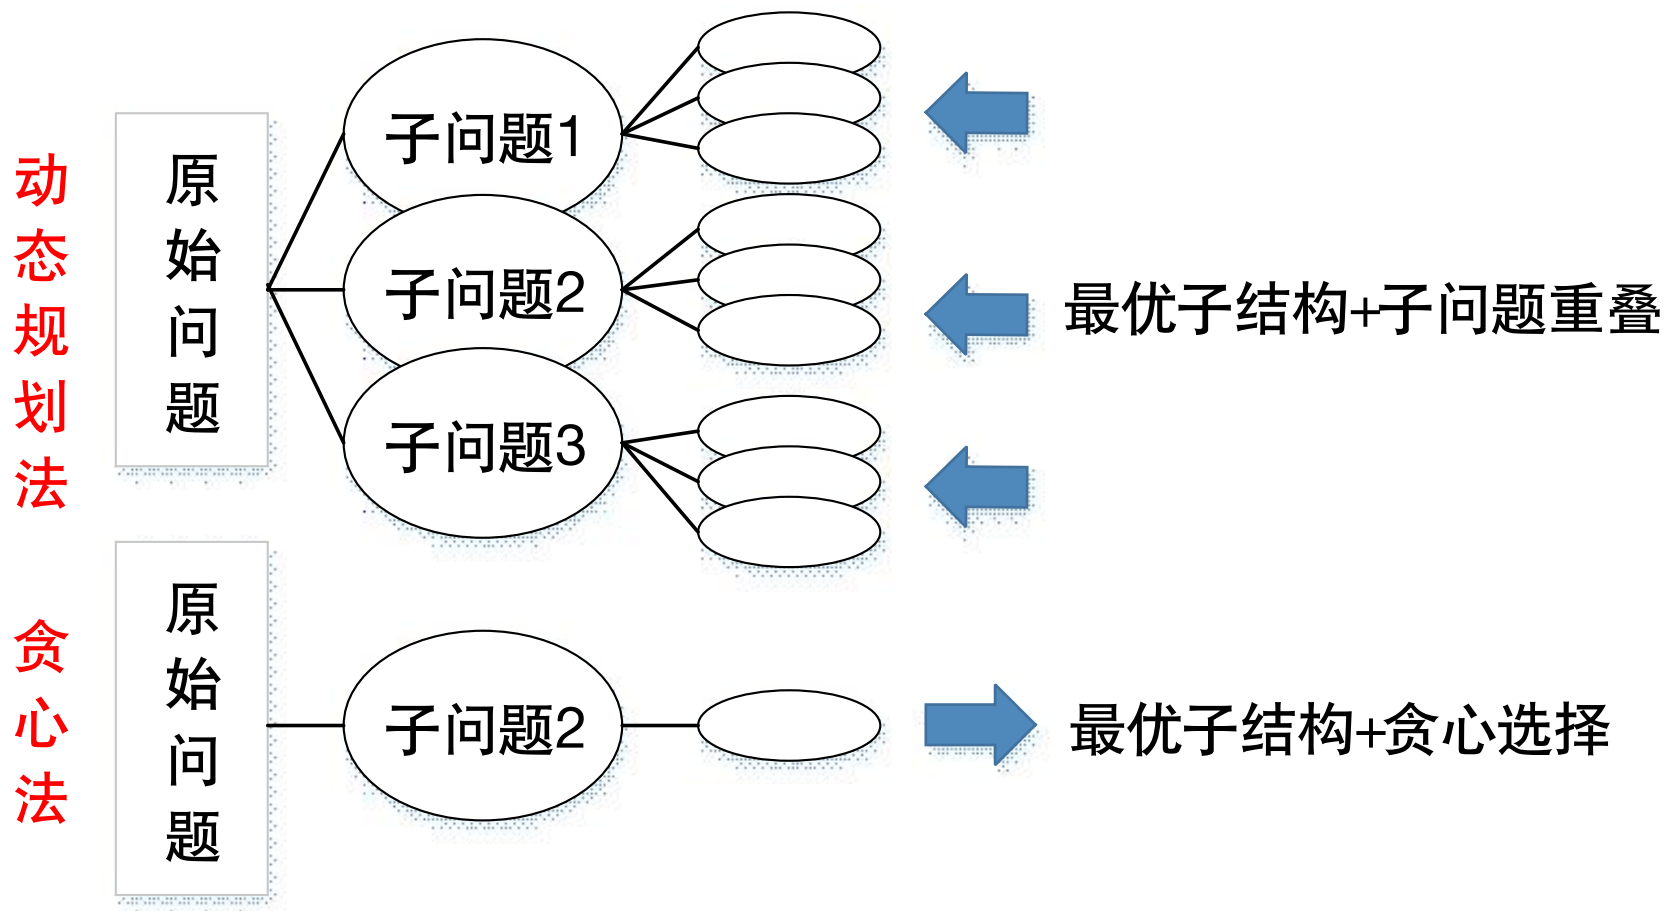 动态规划法
原始问题
子问题1
子问题2
子问题3
最优子结构+子问题重叠
贪心法
原始问题
子问题2
最优子结构+贪心选择